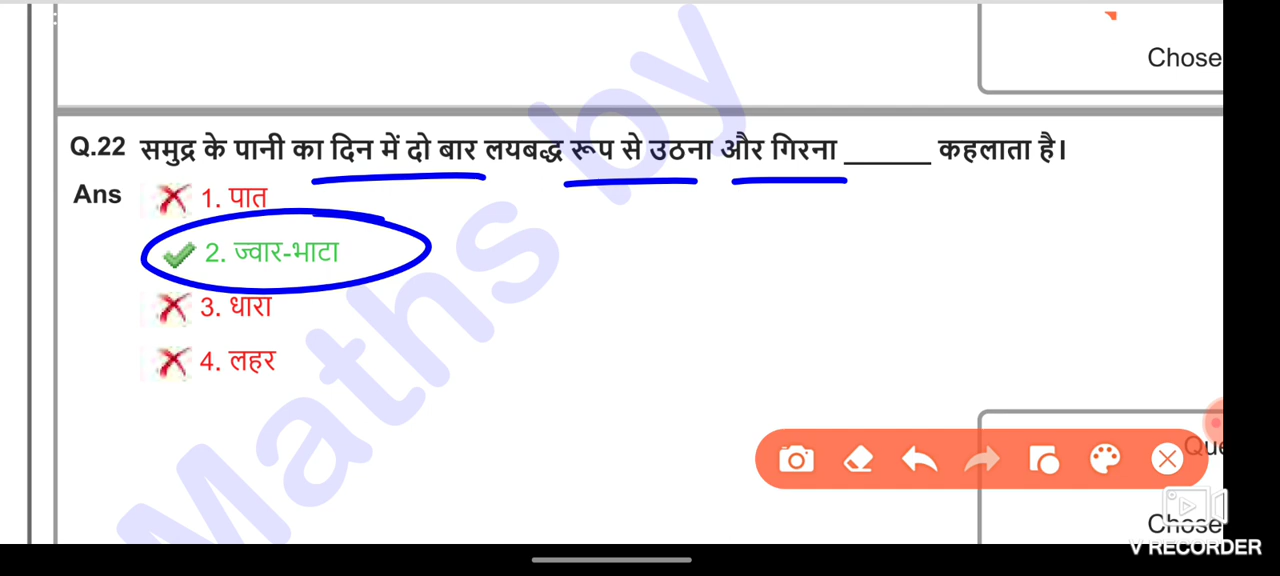 Chose
Q.22 समुद्र के पानी का दिन में दो बार लयबद्ध रूप से उठना और गिरना ______ कहलाता है।
Ans 1. पात
2. ज्वार-भाटा
3. धारा
4. लहर
Maths by
Que
Chose
V RECORDER